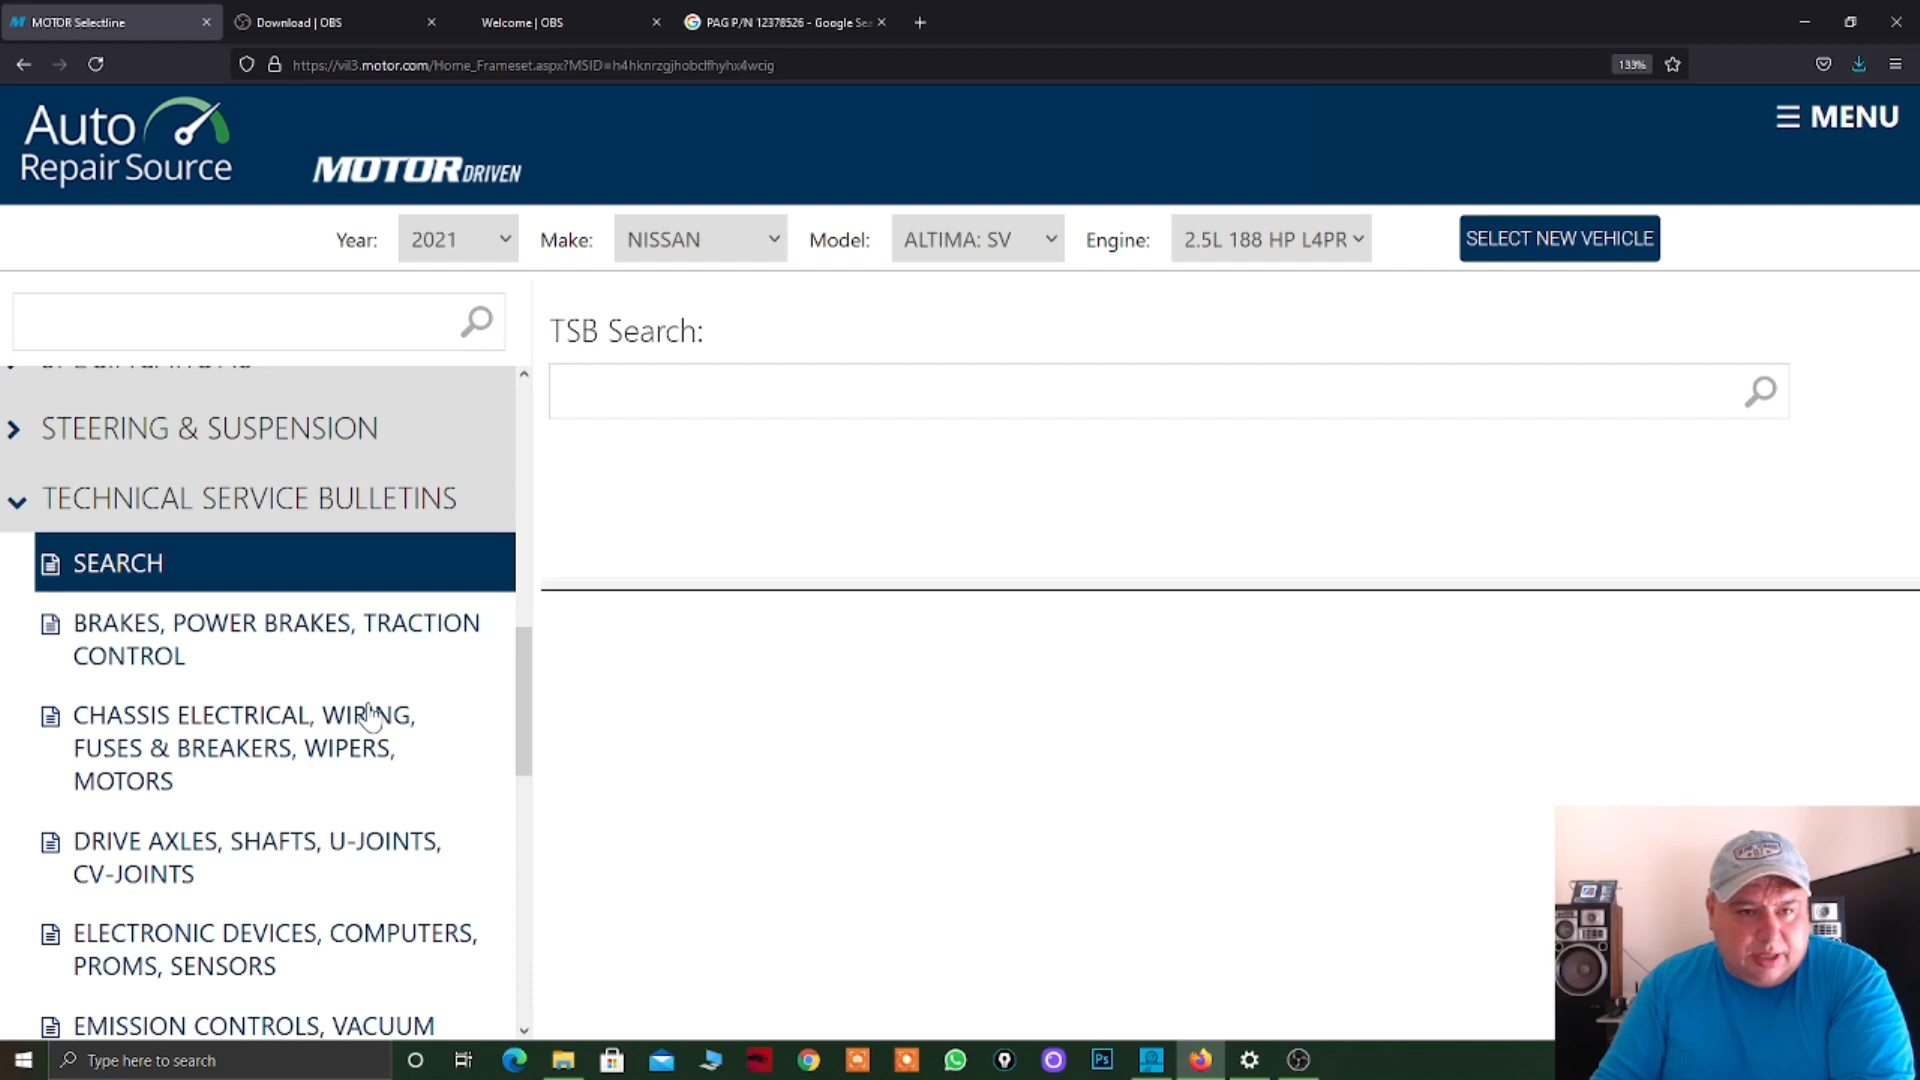 MOTOR Selectline
Download | OBS
Welcome | OBS
PAG P/N 12378526 - Google Sea
https://vil3.motor.com/Home_Frameset.aspx?MSID=h4hknrzgjhobclfhyhx4wcig
133%
Auto
Repair Source
MOTOR DRIVEN
MENU
Year: 2021 Make: NISSAN Model: ALTIMA: SV Engine: 2.5L 188 HP L4PR SELECT NEW VEHICLE
TSB Search:
STEERING & SUSPENSION
TECHNICAL SERVICE BULLETINS
SEARCH
BRAKES, POWER BRAKES, TRACTION
CONTROL
CHASSIS ELECTRICAL, WIRING,
FUSES & BREAKERS, WIPERS,
MOTORS
DRIVE AXLES, SHAFTS, U-JOINTS,
CV-JOINTS
ELECTRONIC DEVICES, COMPUTERS,
PROMS, SENSORS
EMISSION CONTROLS, VACUUM
Type here to search
Ps